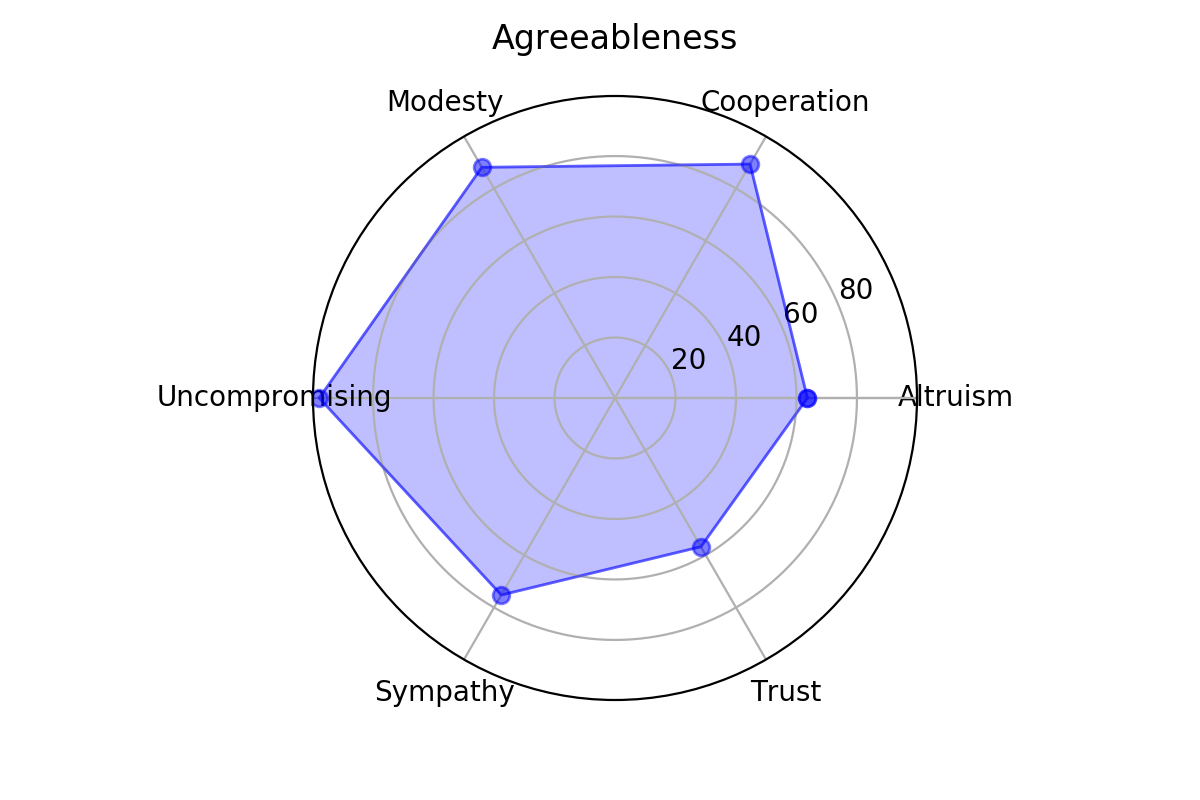 Agreeableness
Modesty
Cooperation
80
60
40
20
Uncompromising
Altruism
Sympathy
Trust